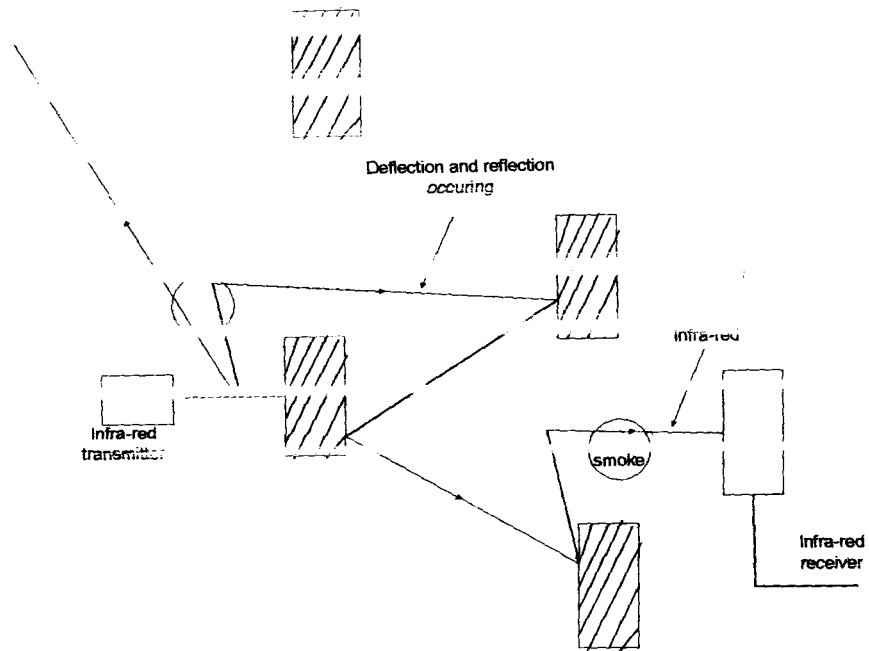 Deflection and reflection
occuring
Infra-red
Infra-red
transmitter
smoke
Infra-red
receiver